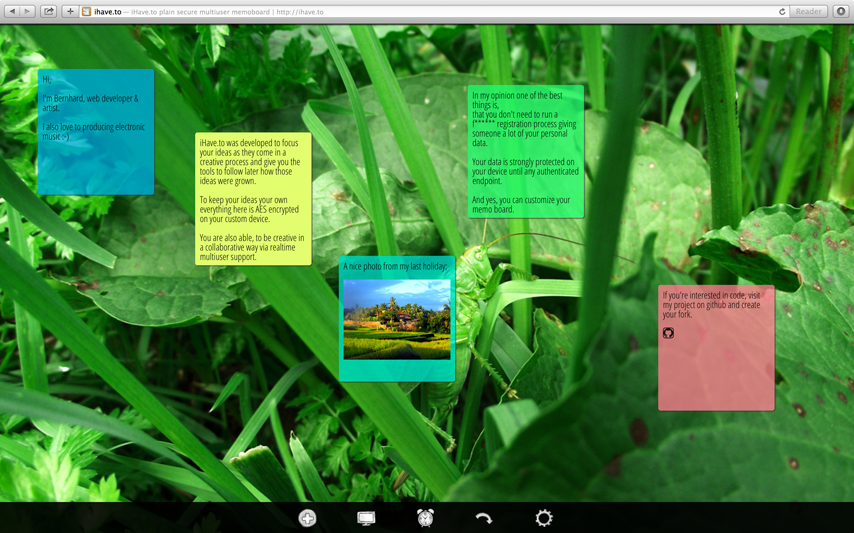 ihave.to — iHave.to plain secure multiuser memoboard | http://ihave.to
Reader
Hi,
I'm Bernhard, web developer &
artist.
I also love to producing electronic
music :-)
iHave.to was developed to focus
your ideas as they come in a
creative process and give you the
tools to follow later how those
ideas were grown.
To keep your ideas your own
everything here is AES encrypted
on your custom device.
You are also able, to be creative in
a collaborative way via realtime
multiuser support.
A nice photo from my last holiday:
In my opinion one of the best
things is,
that you don't need to run a
f****** registration process giving
someone a lot of your personal
data.
Your data is strongly protected on
your device until any authenticated
endpoint.
And yes, you can customize your
memo board.
If you're interested in code, visit
my project on github and create
your fork.